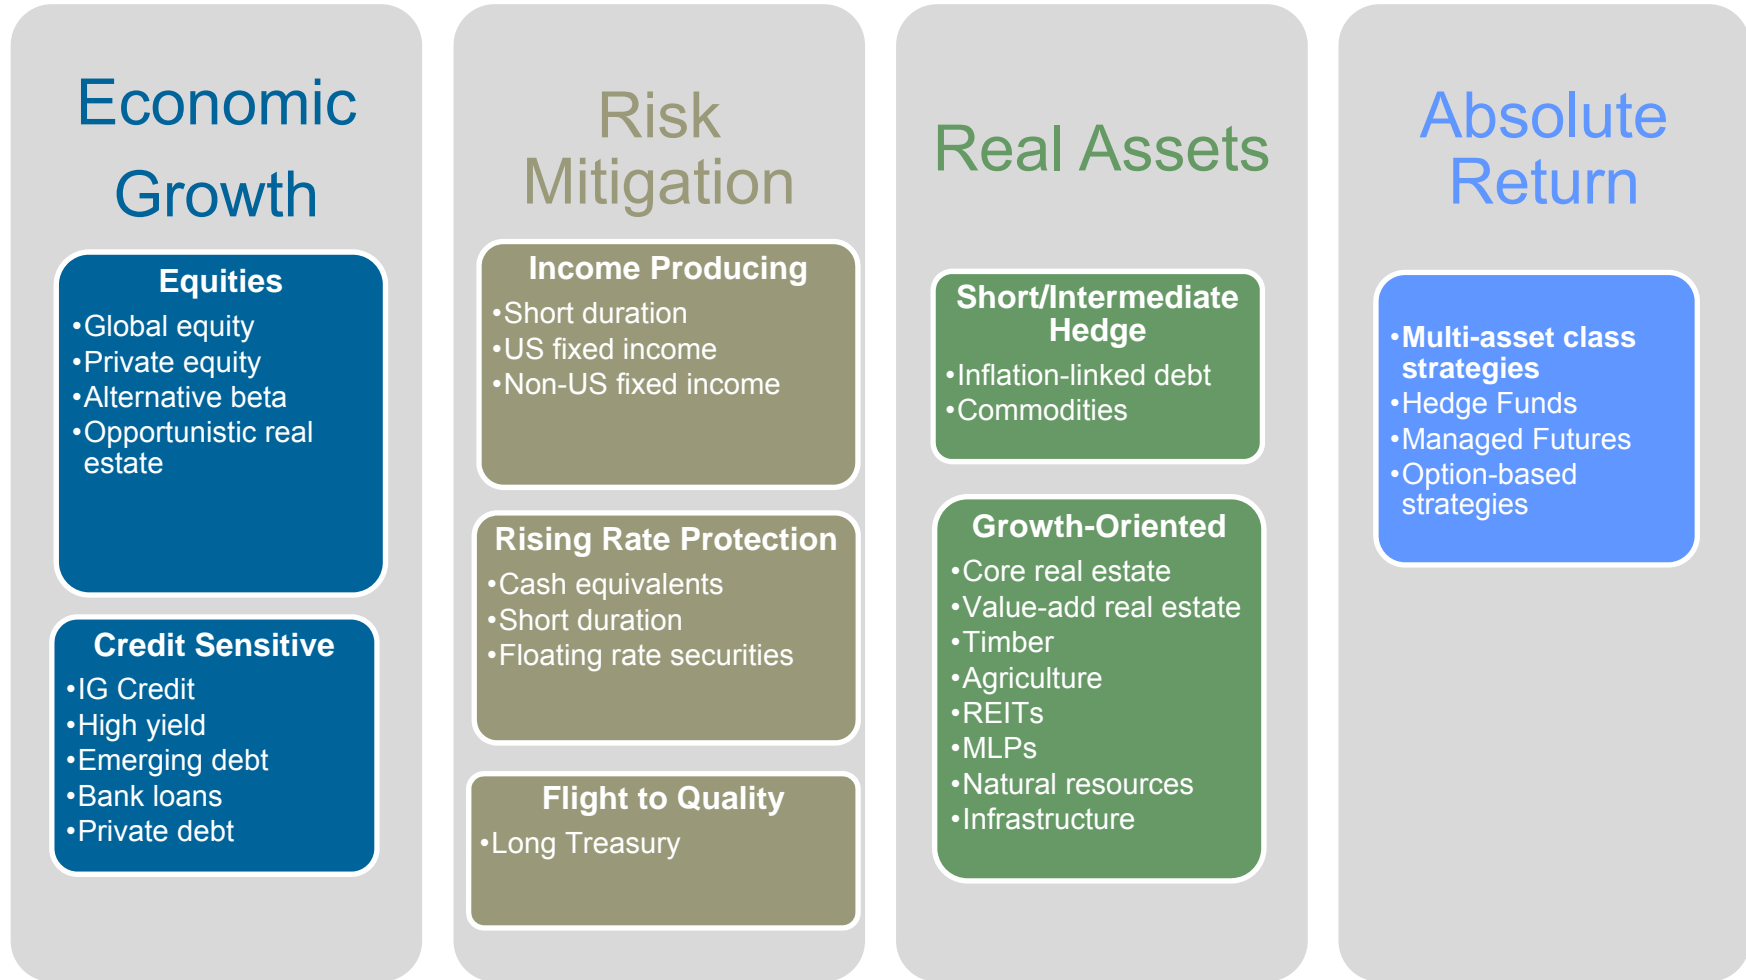 Economic
Growth
Equities
•Global equity
•Private equity
•Alternative beta
•Opportunistic real
estate
Credit Sensitive
•IG Credit
•High yield
•Emerging debt
•Bank loans
•Private debt
Risk
Mitigation
Income Producing
•Short duration
•US fixed income
•Non-US fixed income
Rising Rate Protection
•Cash equivalents
•Short duration
•Floating rate securities
Flight to Quality
•Long Treasury
Real Assets
Short/Intermediate
Hedge
•Inflation-linked debt
•Commodities
Growth-Oriented
•Core real estate
•Value-add real estate
•Timber
•Agriculture
•REITs
•MLPs
•Natural resources
•Infrastructure
Absolute
Return
•Multi-asset class
strategies
•Hedge Funds
•Managed Futures
•Option-based
strategies